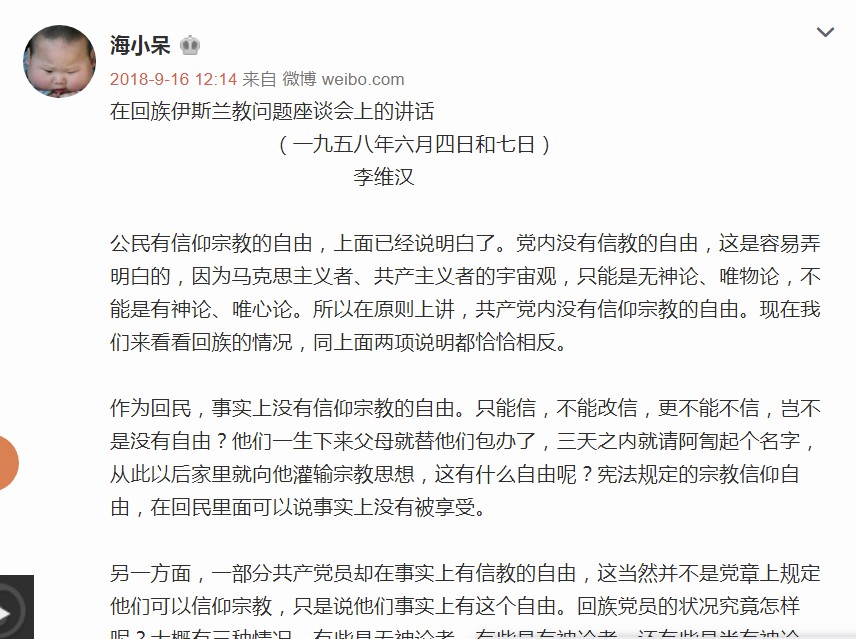 海小呆
2018-9-16 12:14 来自 微博 weibo.com
在回族伊斯兰教问题座谈会上的讲话
（一九五八年六月四日和七日）
李维汉
公民有信仰宗教的自由，上面已经说明白了。党内没有信教的自由，这是容易弄
明白的，因为马克思主义者、共产主义者的宇宙观，只能是无神论、唯物论，不
能是有神论、唯心论。所以在原则上讲，共产党内没有信仰宗教的自由。现在我
们来看看回族的情况，同上面两项说明都恰恰相反。
作为回民，事实上没有信仰宗教的自由。只能信，不能改信，更不能不信，岂不
是没有自由？他们一生下来父母就替他们包办了，三天之内就请阿訇起个名字，
从此以后家里就向他灌输宗教思想，这有什么自由呢？宪法规定的宗教信仰自
由，在回民里面可以说事实上没有被享受。
另一方面，一部分共产党员却在事实上有信教的自由，这当然并不是党章上规定
他们可以信仰宗教，只是说他们事实上有这个自由。回族党员的状况究竟怎样
呢？大概有三种情况，有些是无神论者，有些是有神论者，还有些是半有神论